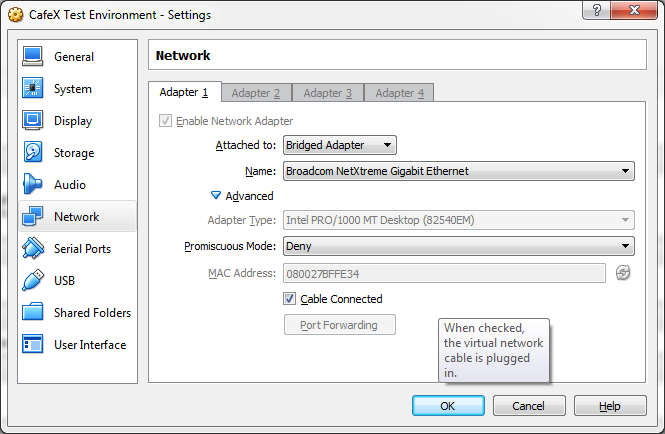 CafeX Test Environment - Settings
?
General
System
Display
Storage
Audio
Network
Serial Ports
USB
Shared Folders
User Interface
Network
Adapter 1 Adapter 2 Adapter 3 Adapter 4
Enable Network Adapter
Attached to: Bridged Adapter
Name: Broadcom NetXtreme Gigabit Ethernet
Advanced
Adapter Type: Intel PRO/1000 MT Desktop (82540EM)
Promiscuous Mode: Deny
MAC Address: 080027BFFE34
Cable Connected
Port Forwarding
When checked,
the virtual network
cable is plugged
in.
OK Cancel Help